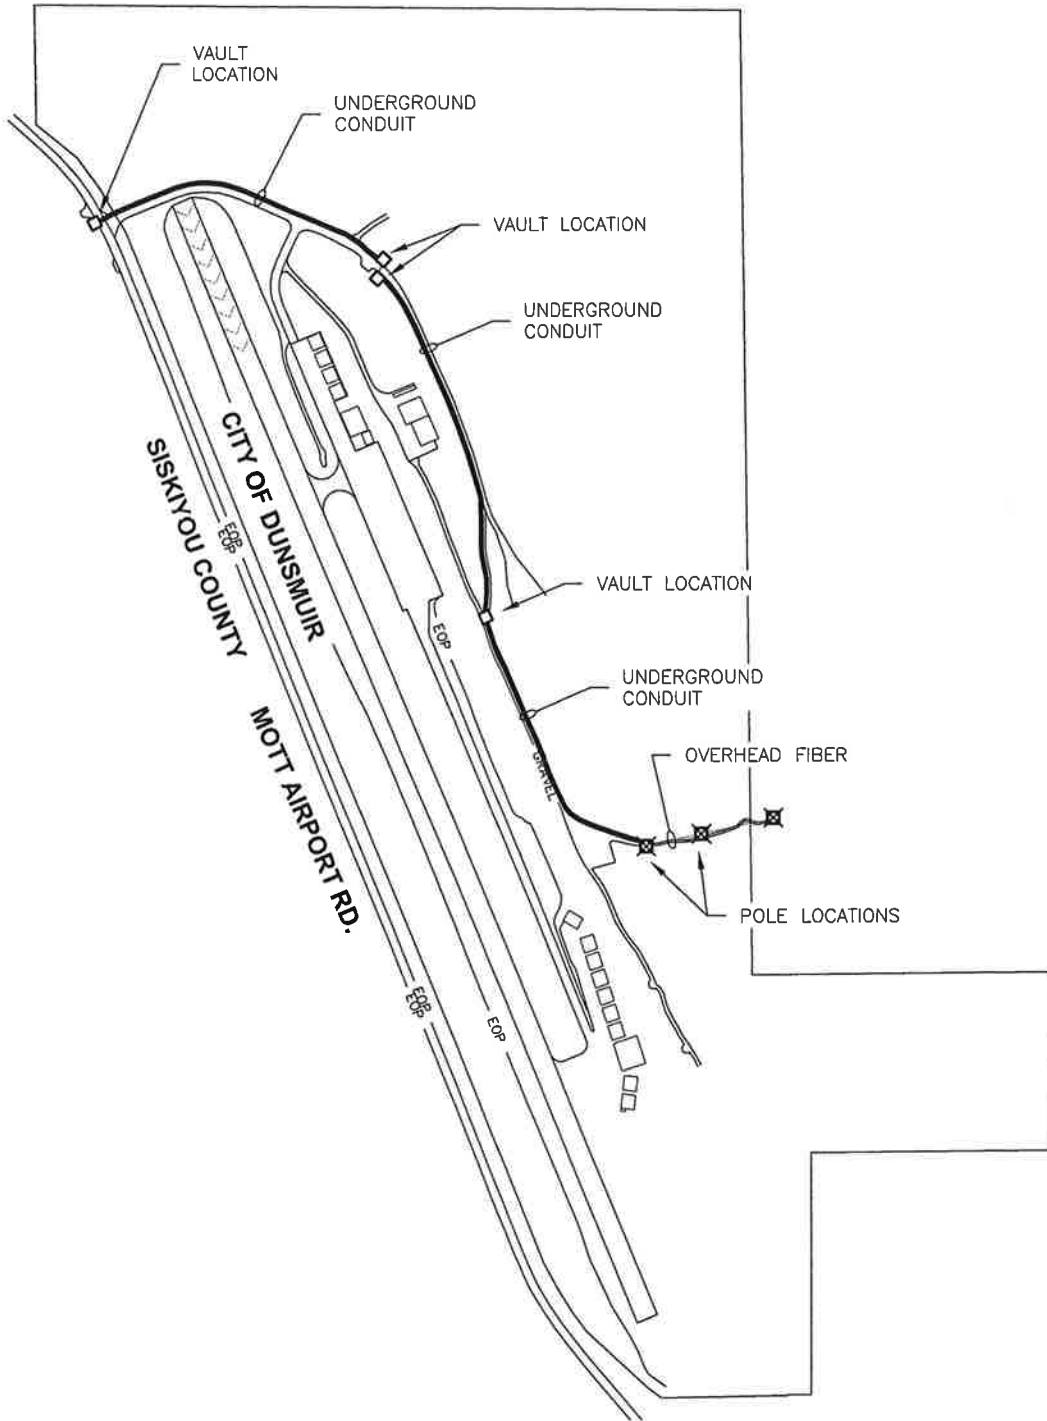 VAULT
LOCATION
UNDERGROUND
CONDUIT
VAULT LOCATION
UNDERGROUND
CONDUIT
CITY OF DUNSMUIR
SISKIYOU COUNTY
EOP
EOP
VAULT LOCATION
EOP
UNDERGROUND
CONDUIT
MOTT AIRPORT RD.
OVERHEAD FIBER
GRAVEL
POLE LOCATIONS
EOP
EOP
EOP